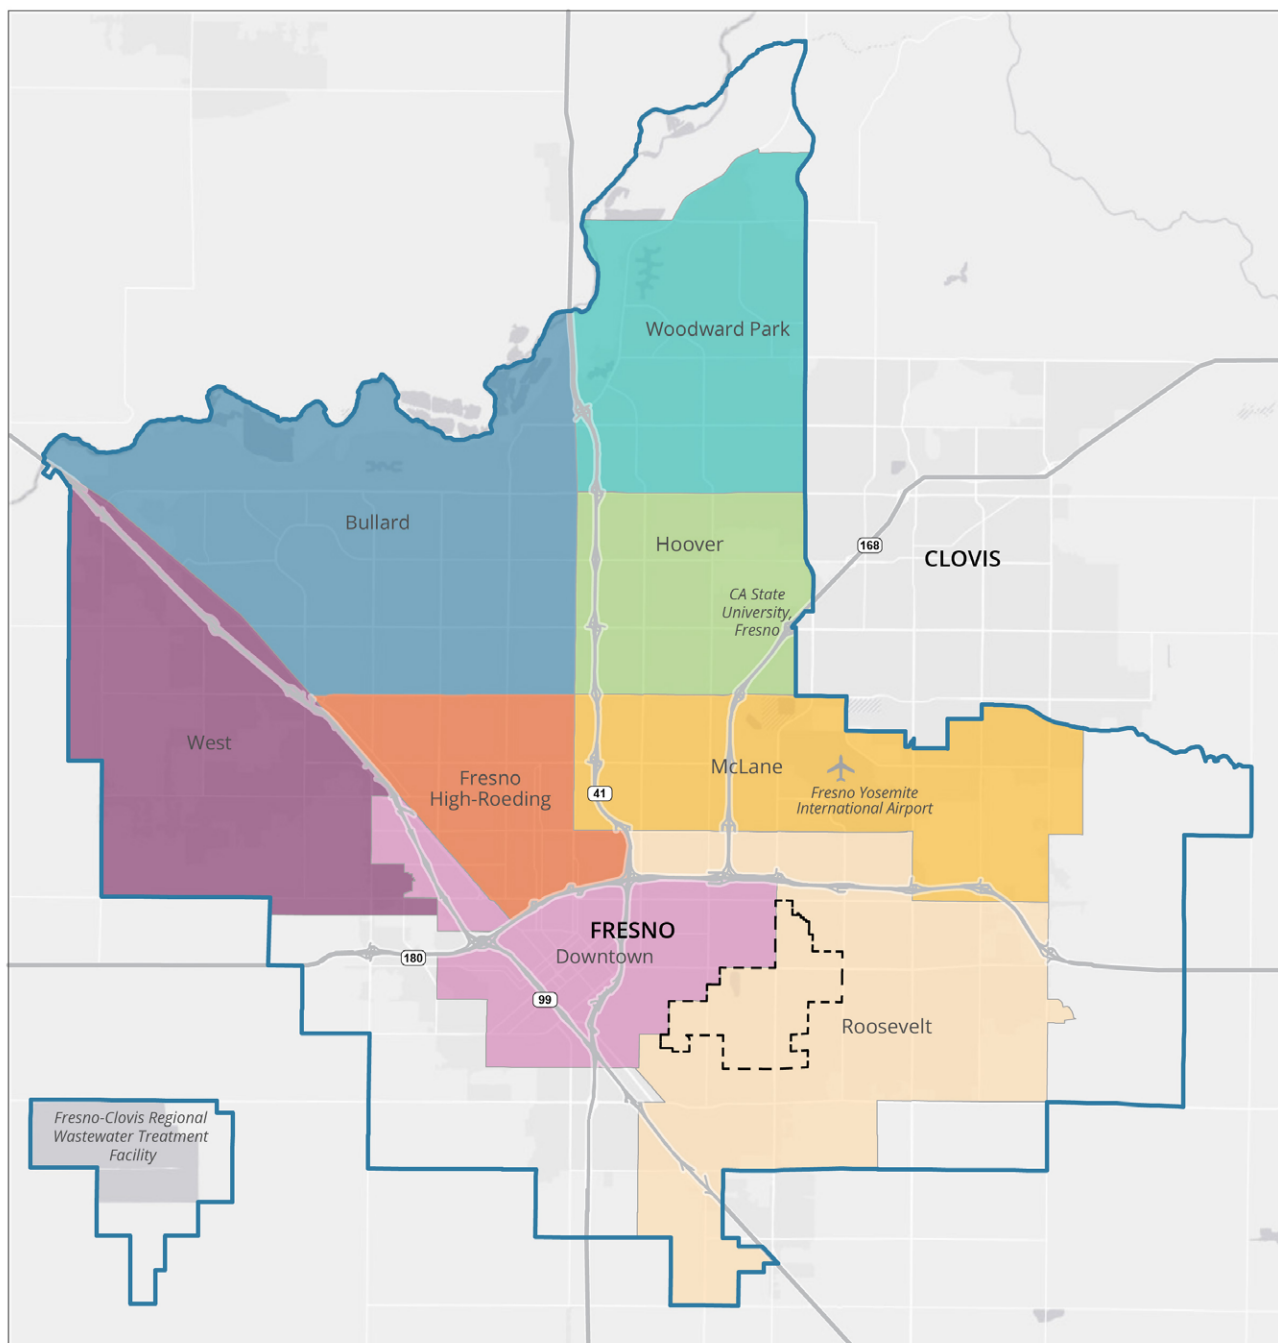 Woodward Park
Bullard
Hoover
168
CLOVIS
CA State
University,
Fresno
West
Fresno
High-Roeding
McLane
41
Fresno Yosemite
International Airport
FRESNO
Downtown
180
99
Roosevelt
Fresno-Clovis Regional
Wastewater Treatment
Facility